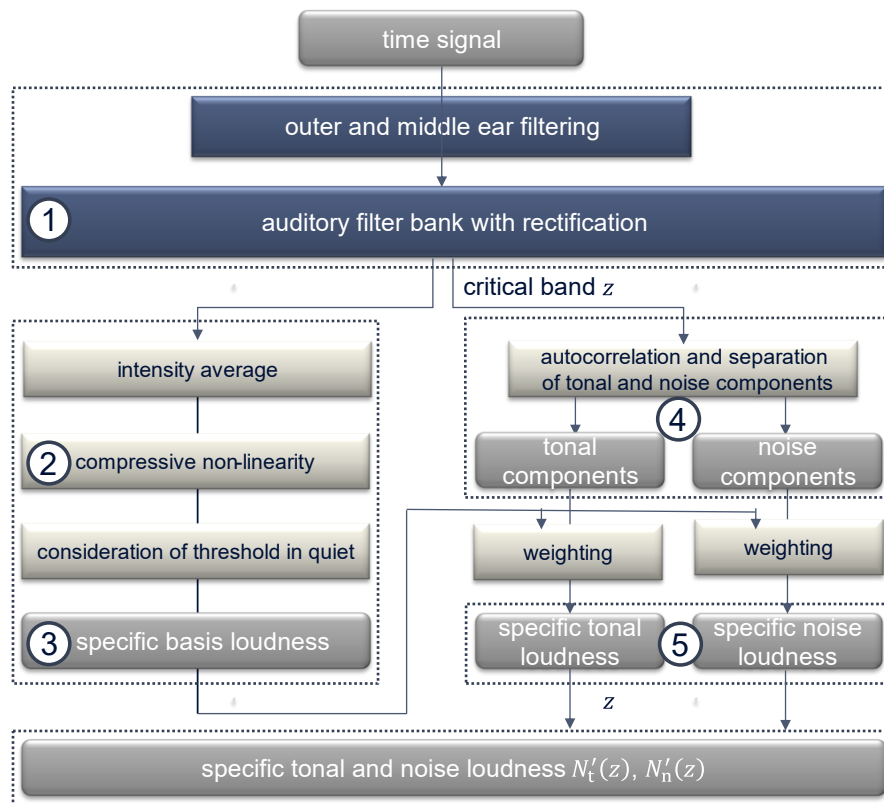 time signal
outer and middle ear filtering
1
auditory filter bank with rectification
critical band z
intensity average
autocorrelation and separation
of tonal and noise components
4
2
compressive non-linearity
tonal
components
noise
components
consideration of threshold in quiet
weighting
weighting
3
specific basis loudness
specific tonal
loudness
5
specific noise
loudness
z
specific tonal and noise loudness N′t(z), N′n(z)